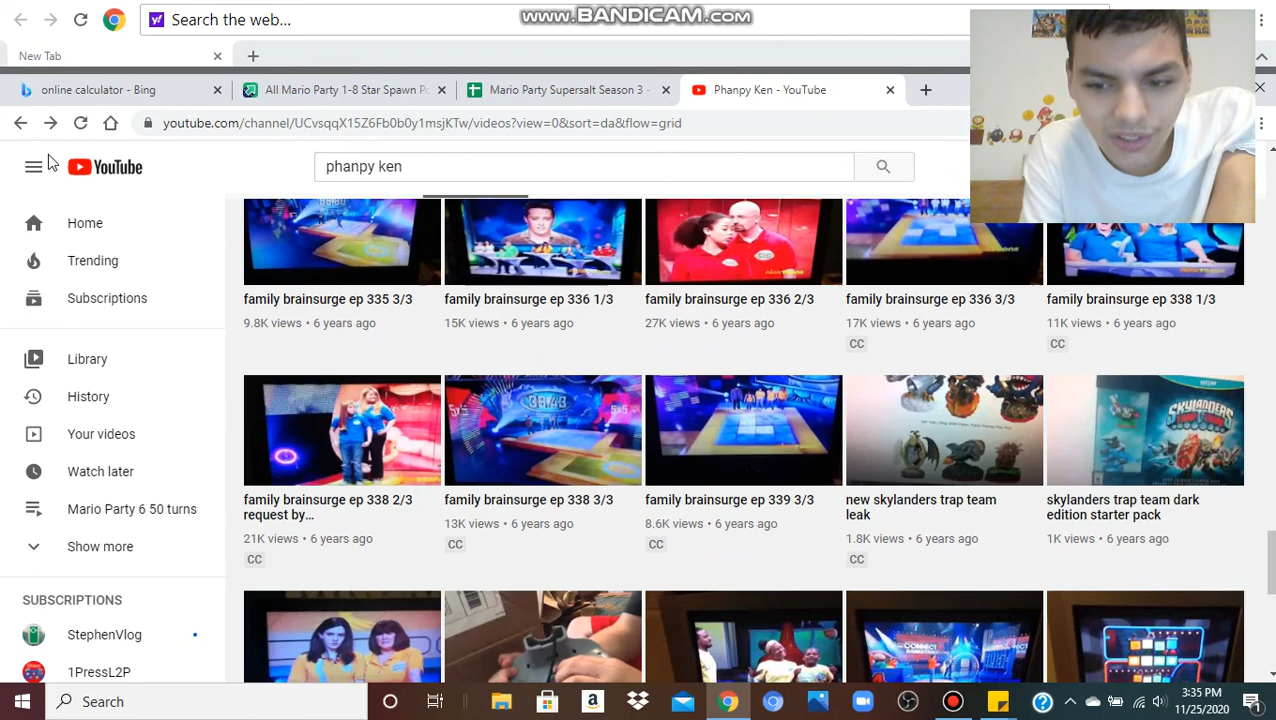 www.BANDICAM.com
Search the web...
New Tab
online calculator - Bing
All Mario Party 1-8 Star Spawn Po
Mario Party Supersalt Season 3 -
Phanpy Ken - YouTube
youtube.com/channel/UCvsqqXFSZ6Fb0b0y1msjKTw/videos?view=0&sort=da&flow=grid
YouTube
phanpy ken
Home
Trending
Subscriptions
Library
History
Your videos
Watch later
Mario Party 6 50 turns
Show more
SUBSCRIPTIONS
StephenVlog
1PressL2P
family brainsurge ep 335 3/3
9.8K views • 6 years ago
family brainsurge ep 336 1/3
15K views • 6 years ago
family brainsurge ep 336 2/3
27K views • 6 years ago
family brainsurge ep 336 3/3
17K views • 6 years ago
CC
family brainsurge ep 338 1/3
11K views • 6 years ago
CC
family brainsurge ep 338 2/3
request by...
21K views • 6 years ago
CC
family brainsurge ep 338 3/3
13K views • 6 years ago
CC
family brainsurge ep 339 3/3
8.6K views • 6 years ago
CC
new skylanders trap team
leak
1.8K views • 6 years ago
CC
SKYLANDERS
skylanders trap team dark
edition starter pack
1K views • 6 years ago
Search
3:35 PM
11/25/2020